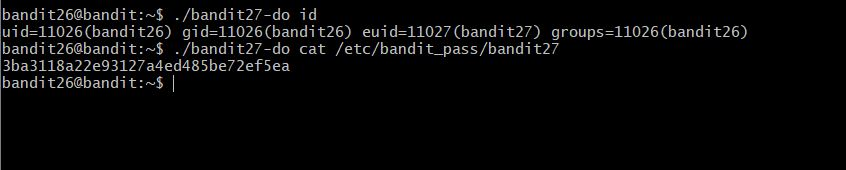 bandit26@bandit:~$ ./bandit27-do id
uid=11026(bandit26) gid=11026(bandit26) euid=11027(bandit27) groups=11026(bandit26)
bandit26@bandit:~$ ./bandit27-do cat /etc/bandit_pass/bandit27
3ba3118a22e93127a4ed485be72ef5ea
bandit26@bandit:~$